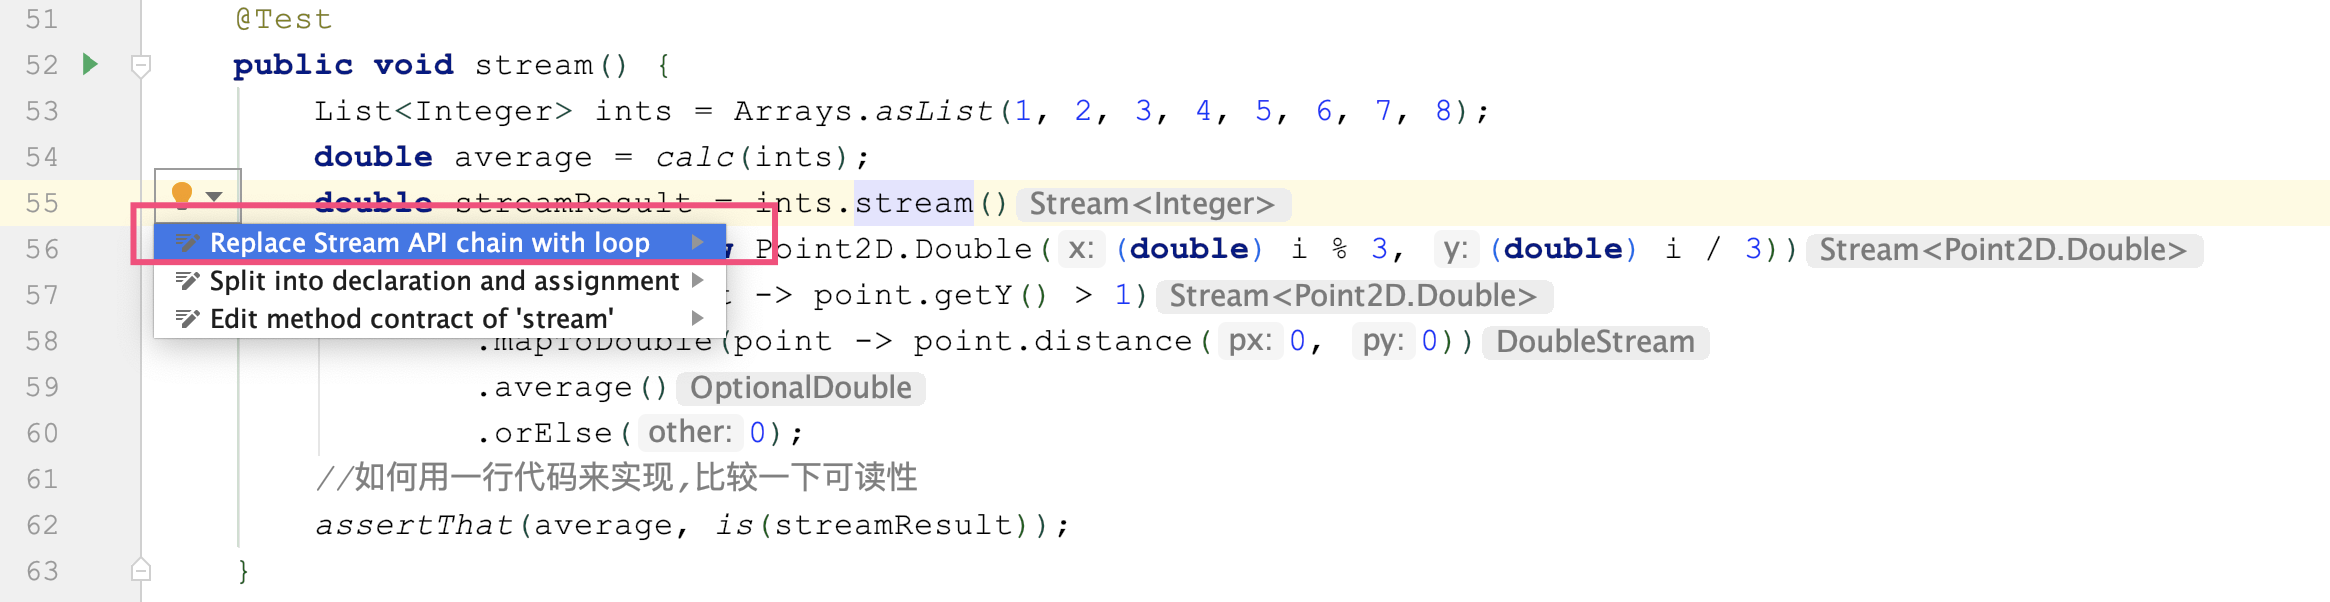 51 @Test
52 public void stream() {
53 List<Integer> ints = Arrays.asList(1, 2, 3, 4, 5, 6, 7, 8);
54 double average = calc(ints);
55 double streamResult = ints.stream() Stream<Integer>
Replace Stream API chain with loop
56 Point2D.Double( x: (double) i % 3, y: (double) i / 3)) Stream<Point2D.Double>
Split into declaration and assignment
57 -> point.getY() > 1) Stream<Point2D.Double>
Edit method contract of 'stream'
58 .mapToDouble(point -> point.distance( px: 0, py: 0)) DoubleStream
59 .average() OptionalDouble
60 .orElse( other: 0);
61 //如何用一行代码来实现,比较一下可读性
62 assertThat(average, is(streamResult));
63 }